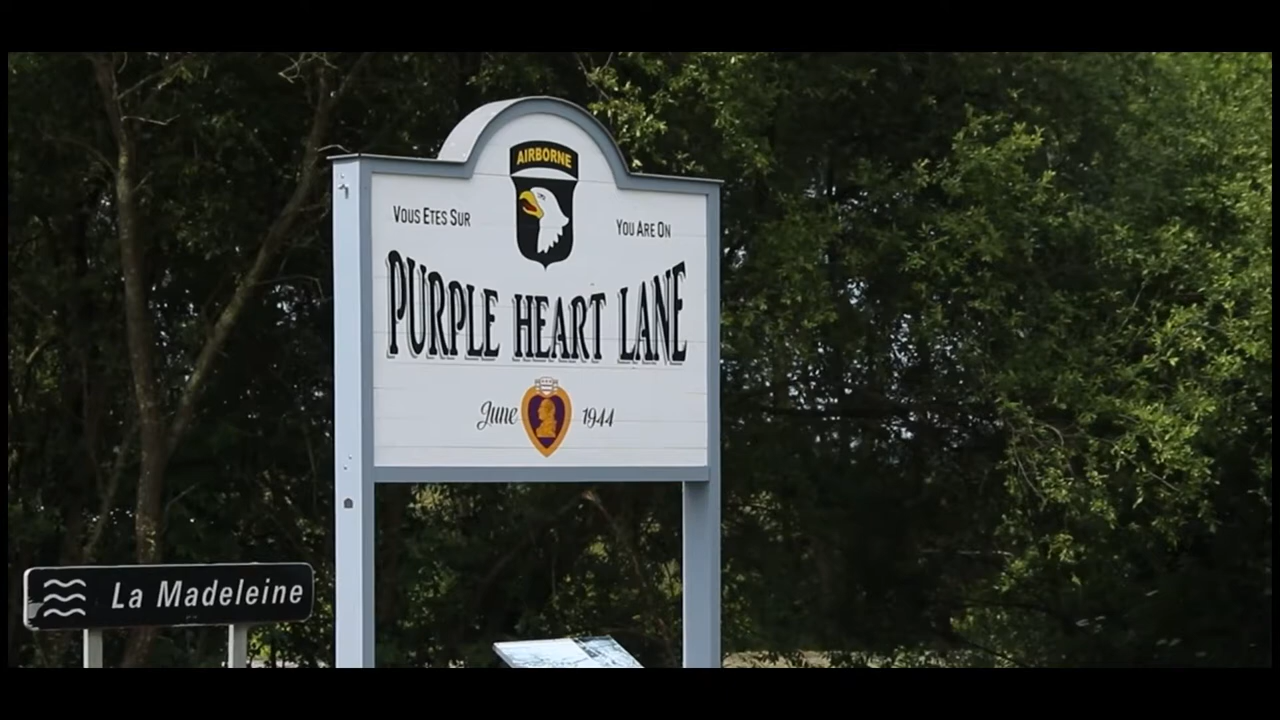 AIRBORNE
VOUS ETES SUR
YOU ARE ON
PURPLE HEART LANE
June 1944
La Madeleine